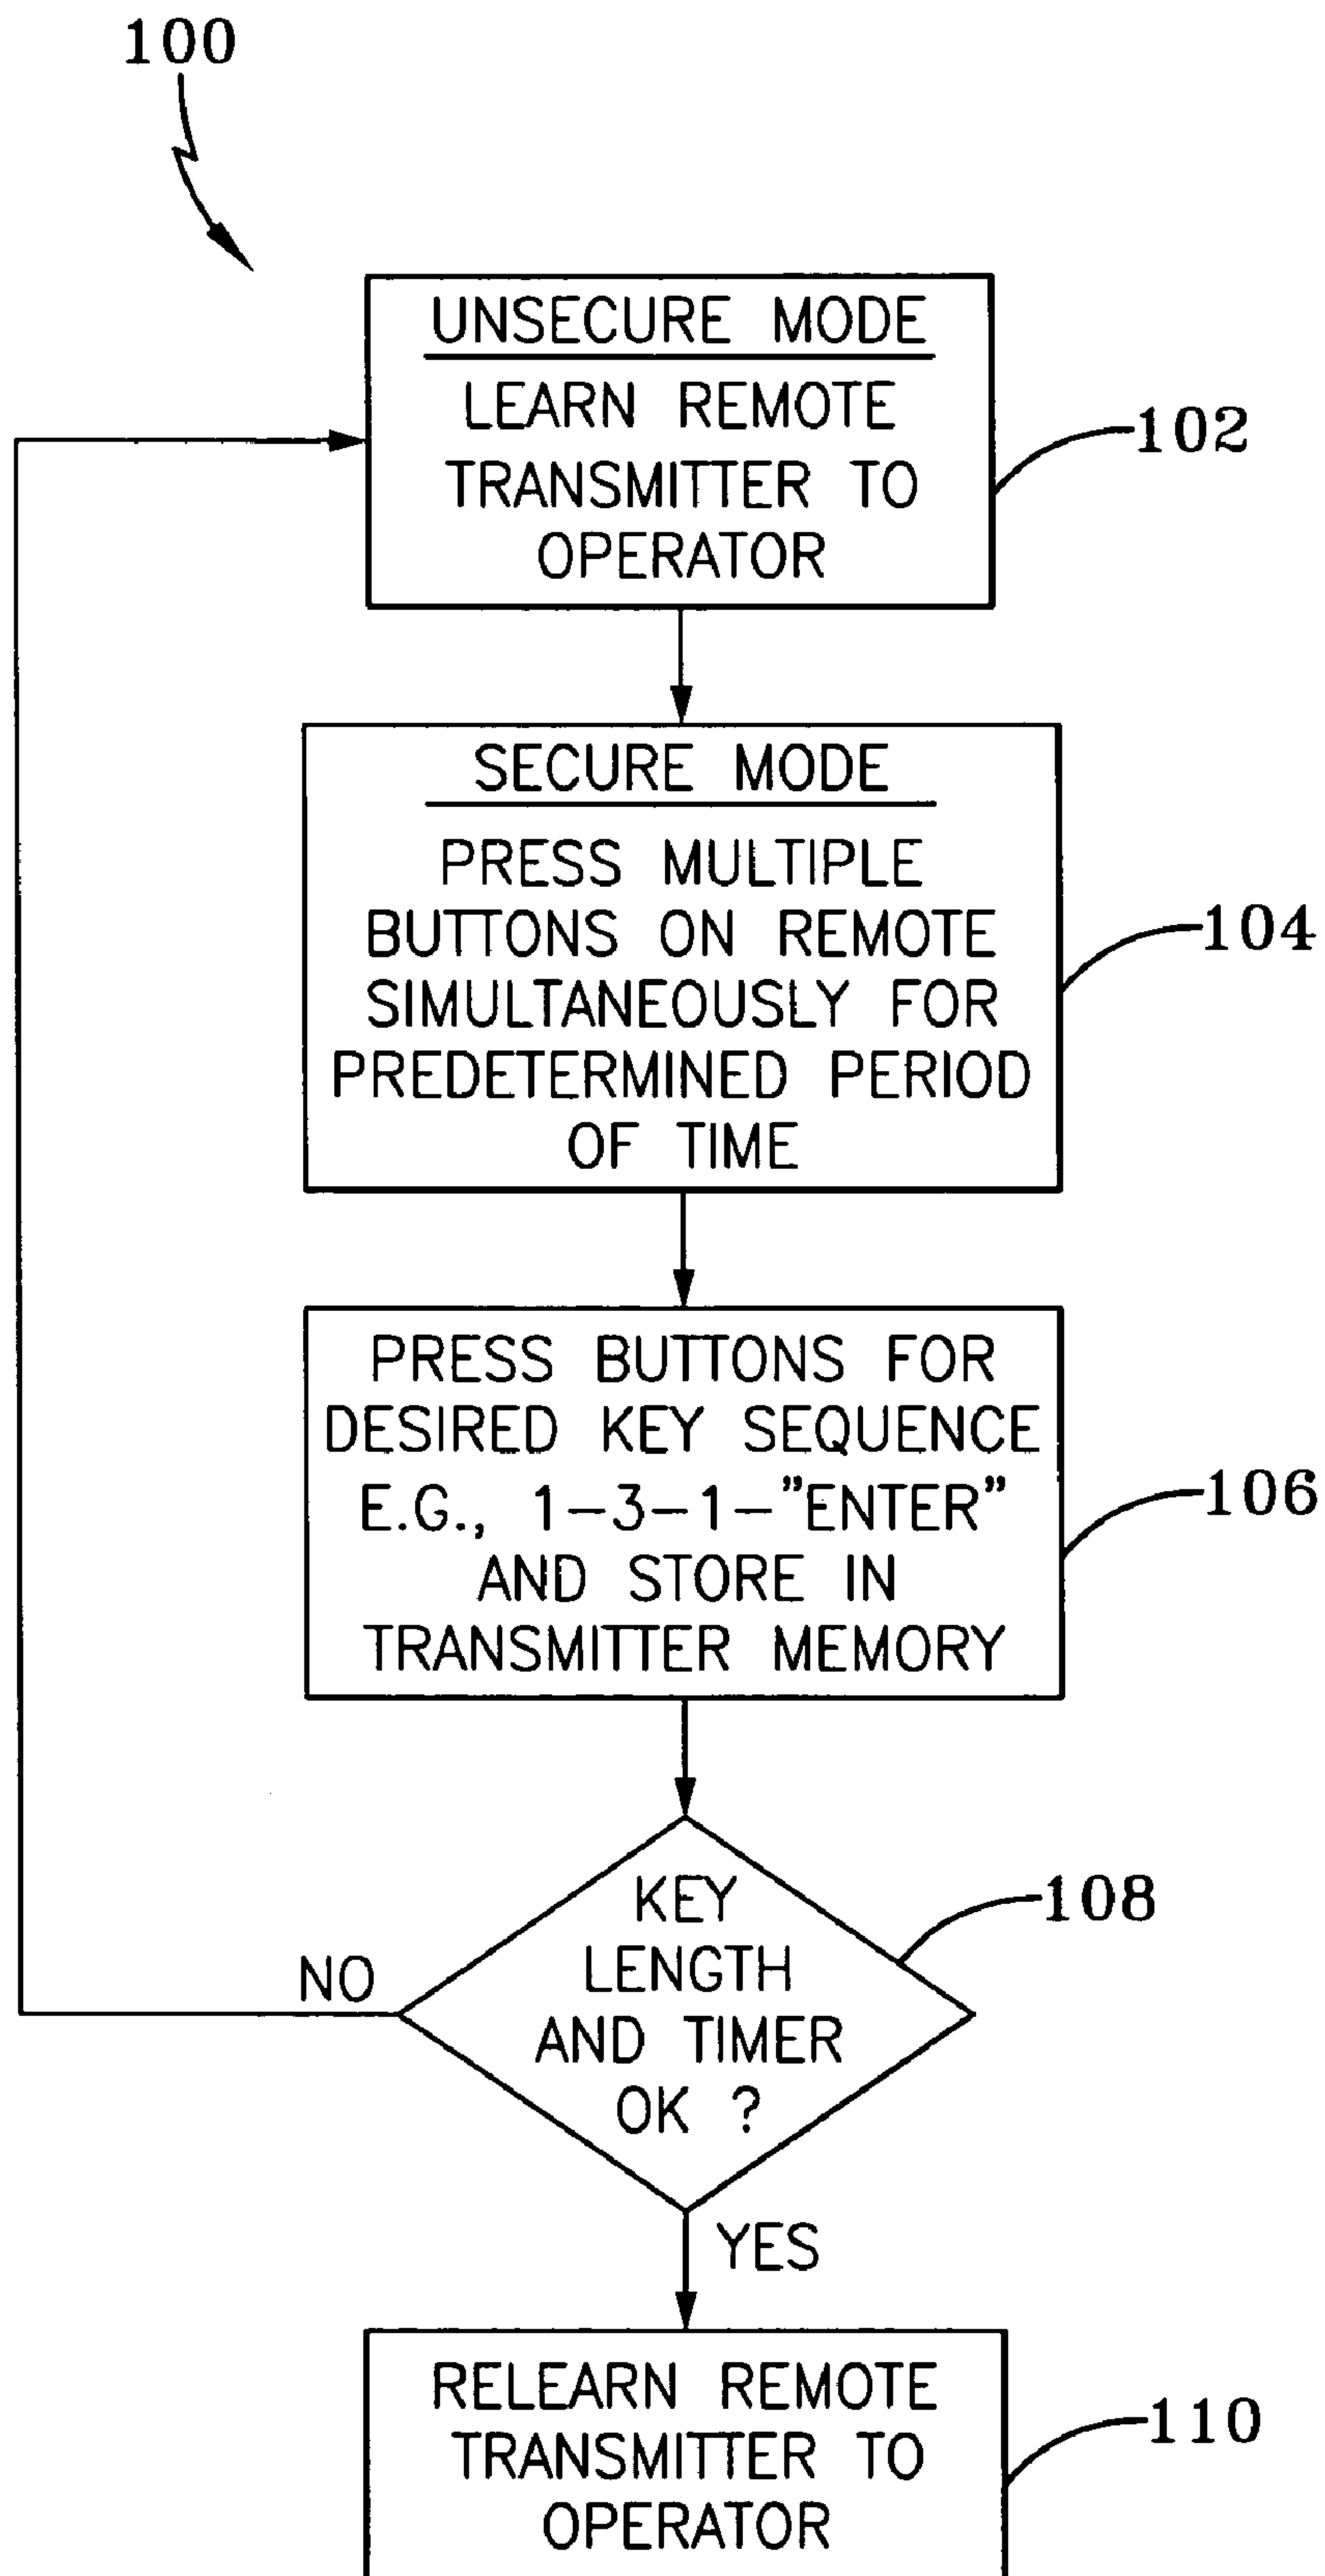 100
UNSECURE MODE
LEARN REMOTE
TRANSMITTER TO
OPERATOR
102
SECURE MODE
PRESS MULTIPLE
BUTTONS ON REMOTE
SIMULTANEOUSLY FOR
PREDETERMINED PERIOD
OF TIME
104
PRESS BUTTONS FOR
DESIRED KEY SEQUENCE
E.G., 1–3–1–”ENTER”
AND STORE IN
TRANSMITTER MEMORY
106
KEY
LENGTH
AND TIMER
OK ?
108
NO
YES
RELEARN REMOTE
TRANSMITTER TO
OPERATOR
110